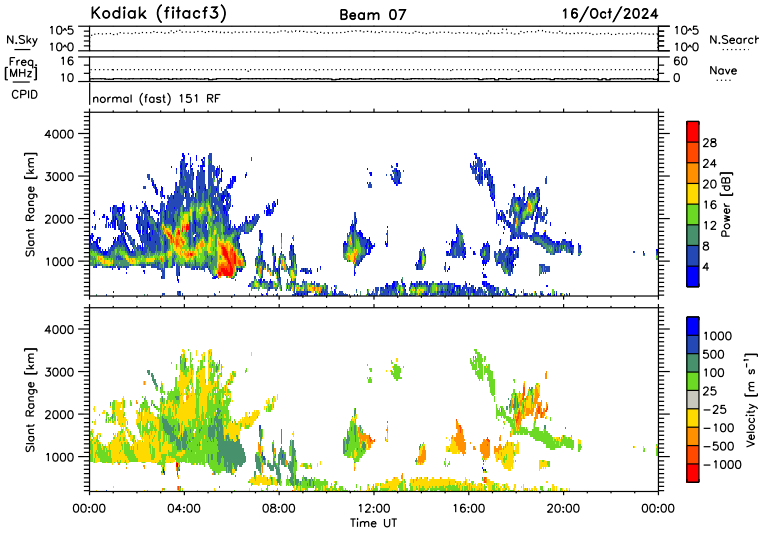 Kodiak (fitacf3) Beam 07 16/Oct/2024
N.Sky 10^5 10^0 10^5 10^0 N.Search
Freq. [MHz] 16 10 60 0 Nave
CPID normal (fast) 151 RF
Slant Range [km] 4000 3000 2000 1000
28 24 20 16 12 8 4 Power [dB]
Slant Range [km] 4000 3000 2000 1000
1000 500 100 25 −25 −100 −500 −1000 Velocity [m s⁻¹]
00:00 04:00 08:00 12:00 16:00 20:00 00:00
Time UT